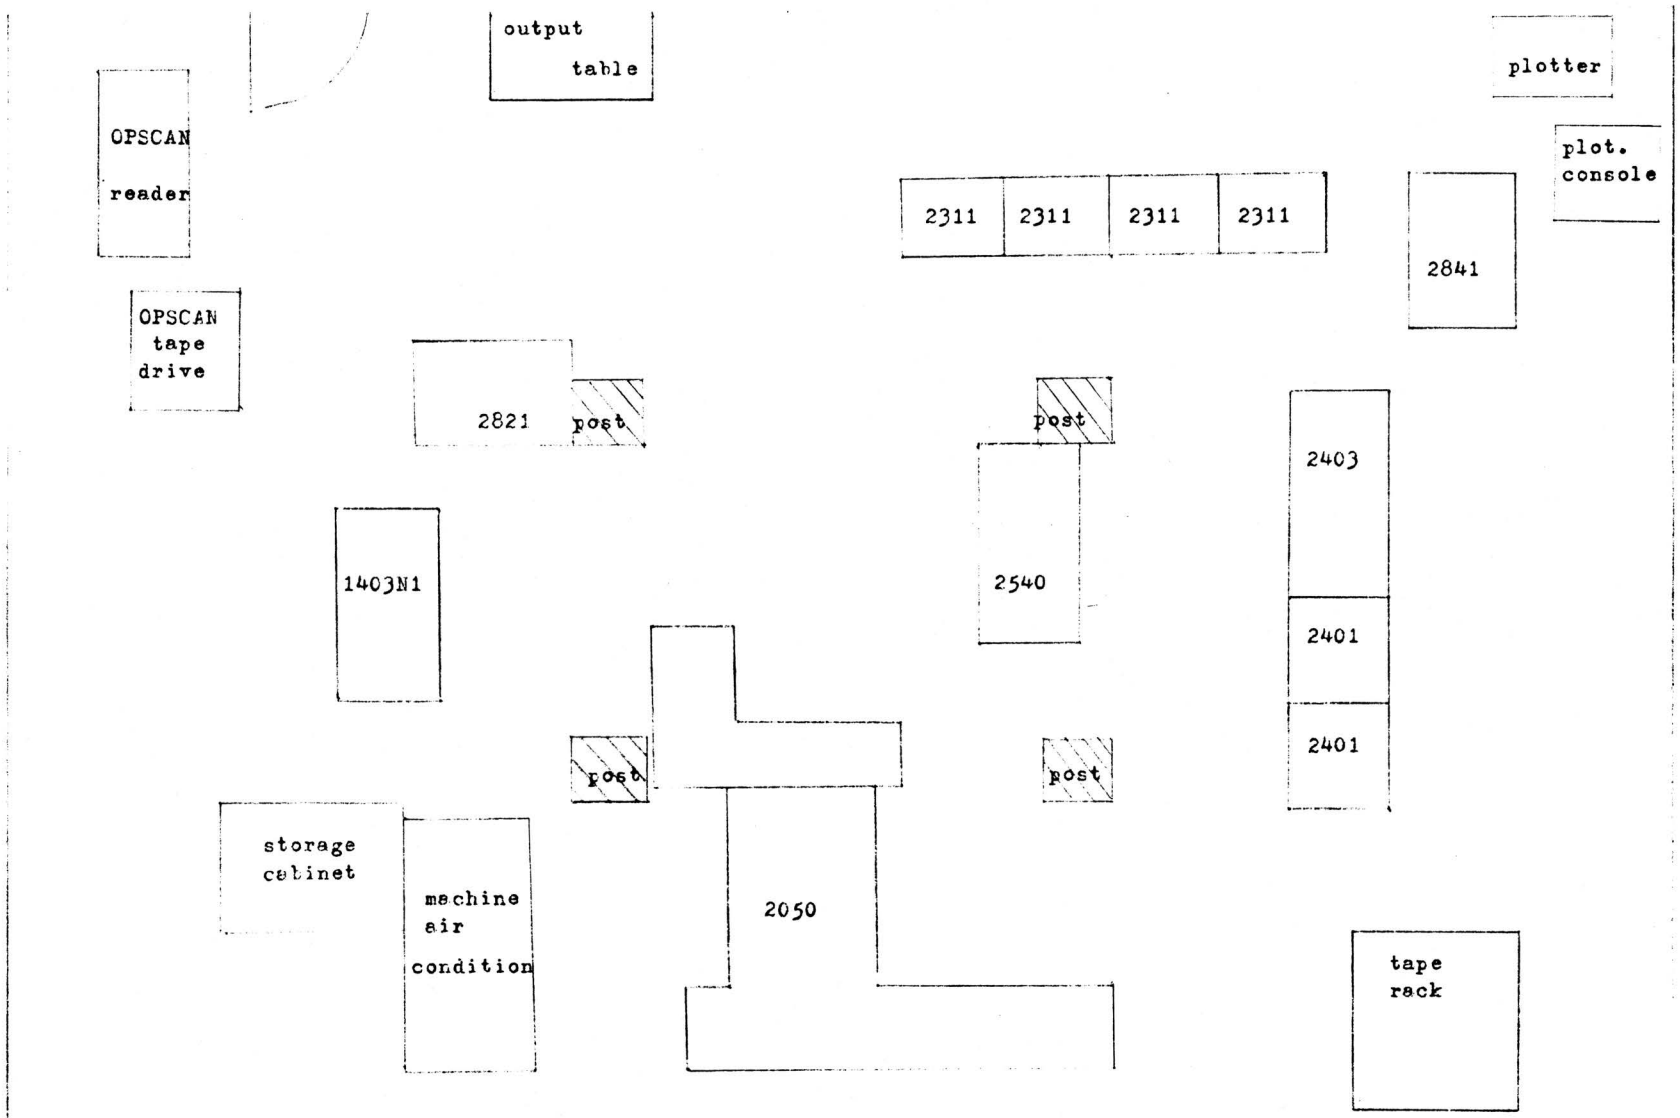 output
table
plotter
OPSCAN
reader
plot.
console
2311 2311 2311 2311
2841
OPSCAN
tape
drive
2821 post
post
2403
1403N1
2540
2401
2401
post
post
storage
cabinet
machine
air
condition
2050
tape
rack